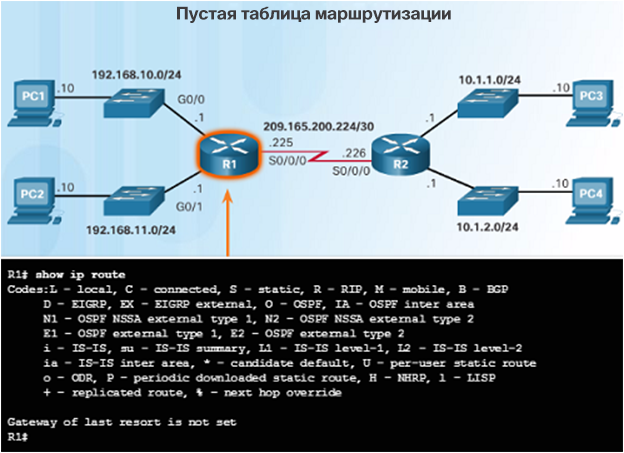 Пустая таблица маршрутизации
192.168.10.0/24
10.1.1.0/24
PC1
.10
G0/0
.1
209.165.200.224/30
.1
.10
PC3
.225
.226
R1
S0/0/0
S0/0/0
R2
PC2
.10
.1
G0/1
.1
.10
PC4
192.168.11.0/24
10.1.2.0/24
R1# show ip route
Codes:L - local, C - connected, S - static, R - RIP, M - mobile, B - BGP
D - EIGRP, EX - EIGRP external, O - OSPF, IA - OSPF inter area
N1 - OSPF NSSA external type 1, N2 - OSPF NSSA external type 2
E1 - OSPF external type 1, E2 - OSPF external type 2
i - IS-IS, su - IS-IS summary, L1 - IS-IS level-1, L2 - IS-IS level-2
ia - IS-IS inter area, * - candidate default, U - per-user static route
o - ODR, P - periodic downloaded static route, H - NHRP, l - LISP
+ - replicated route, % - next hop override
Gateway of last resort is not set
R1#